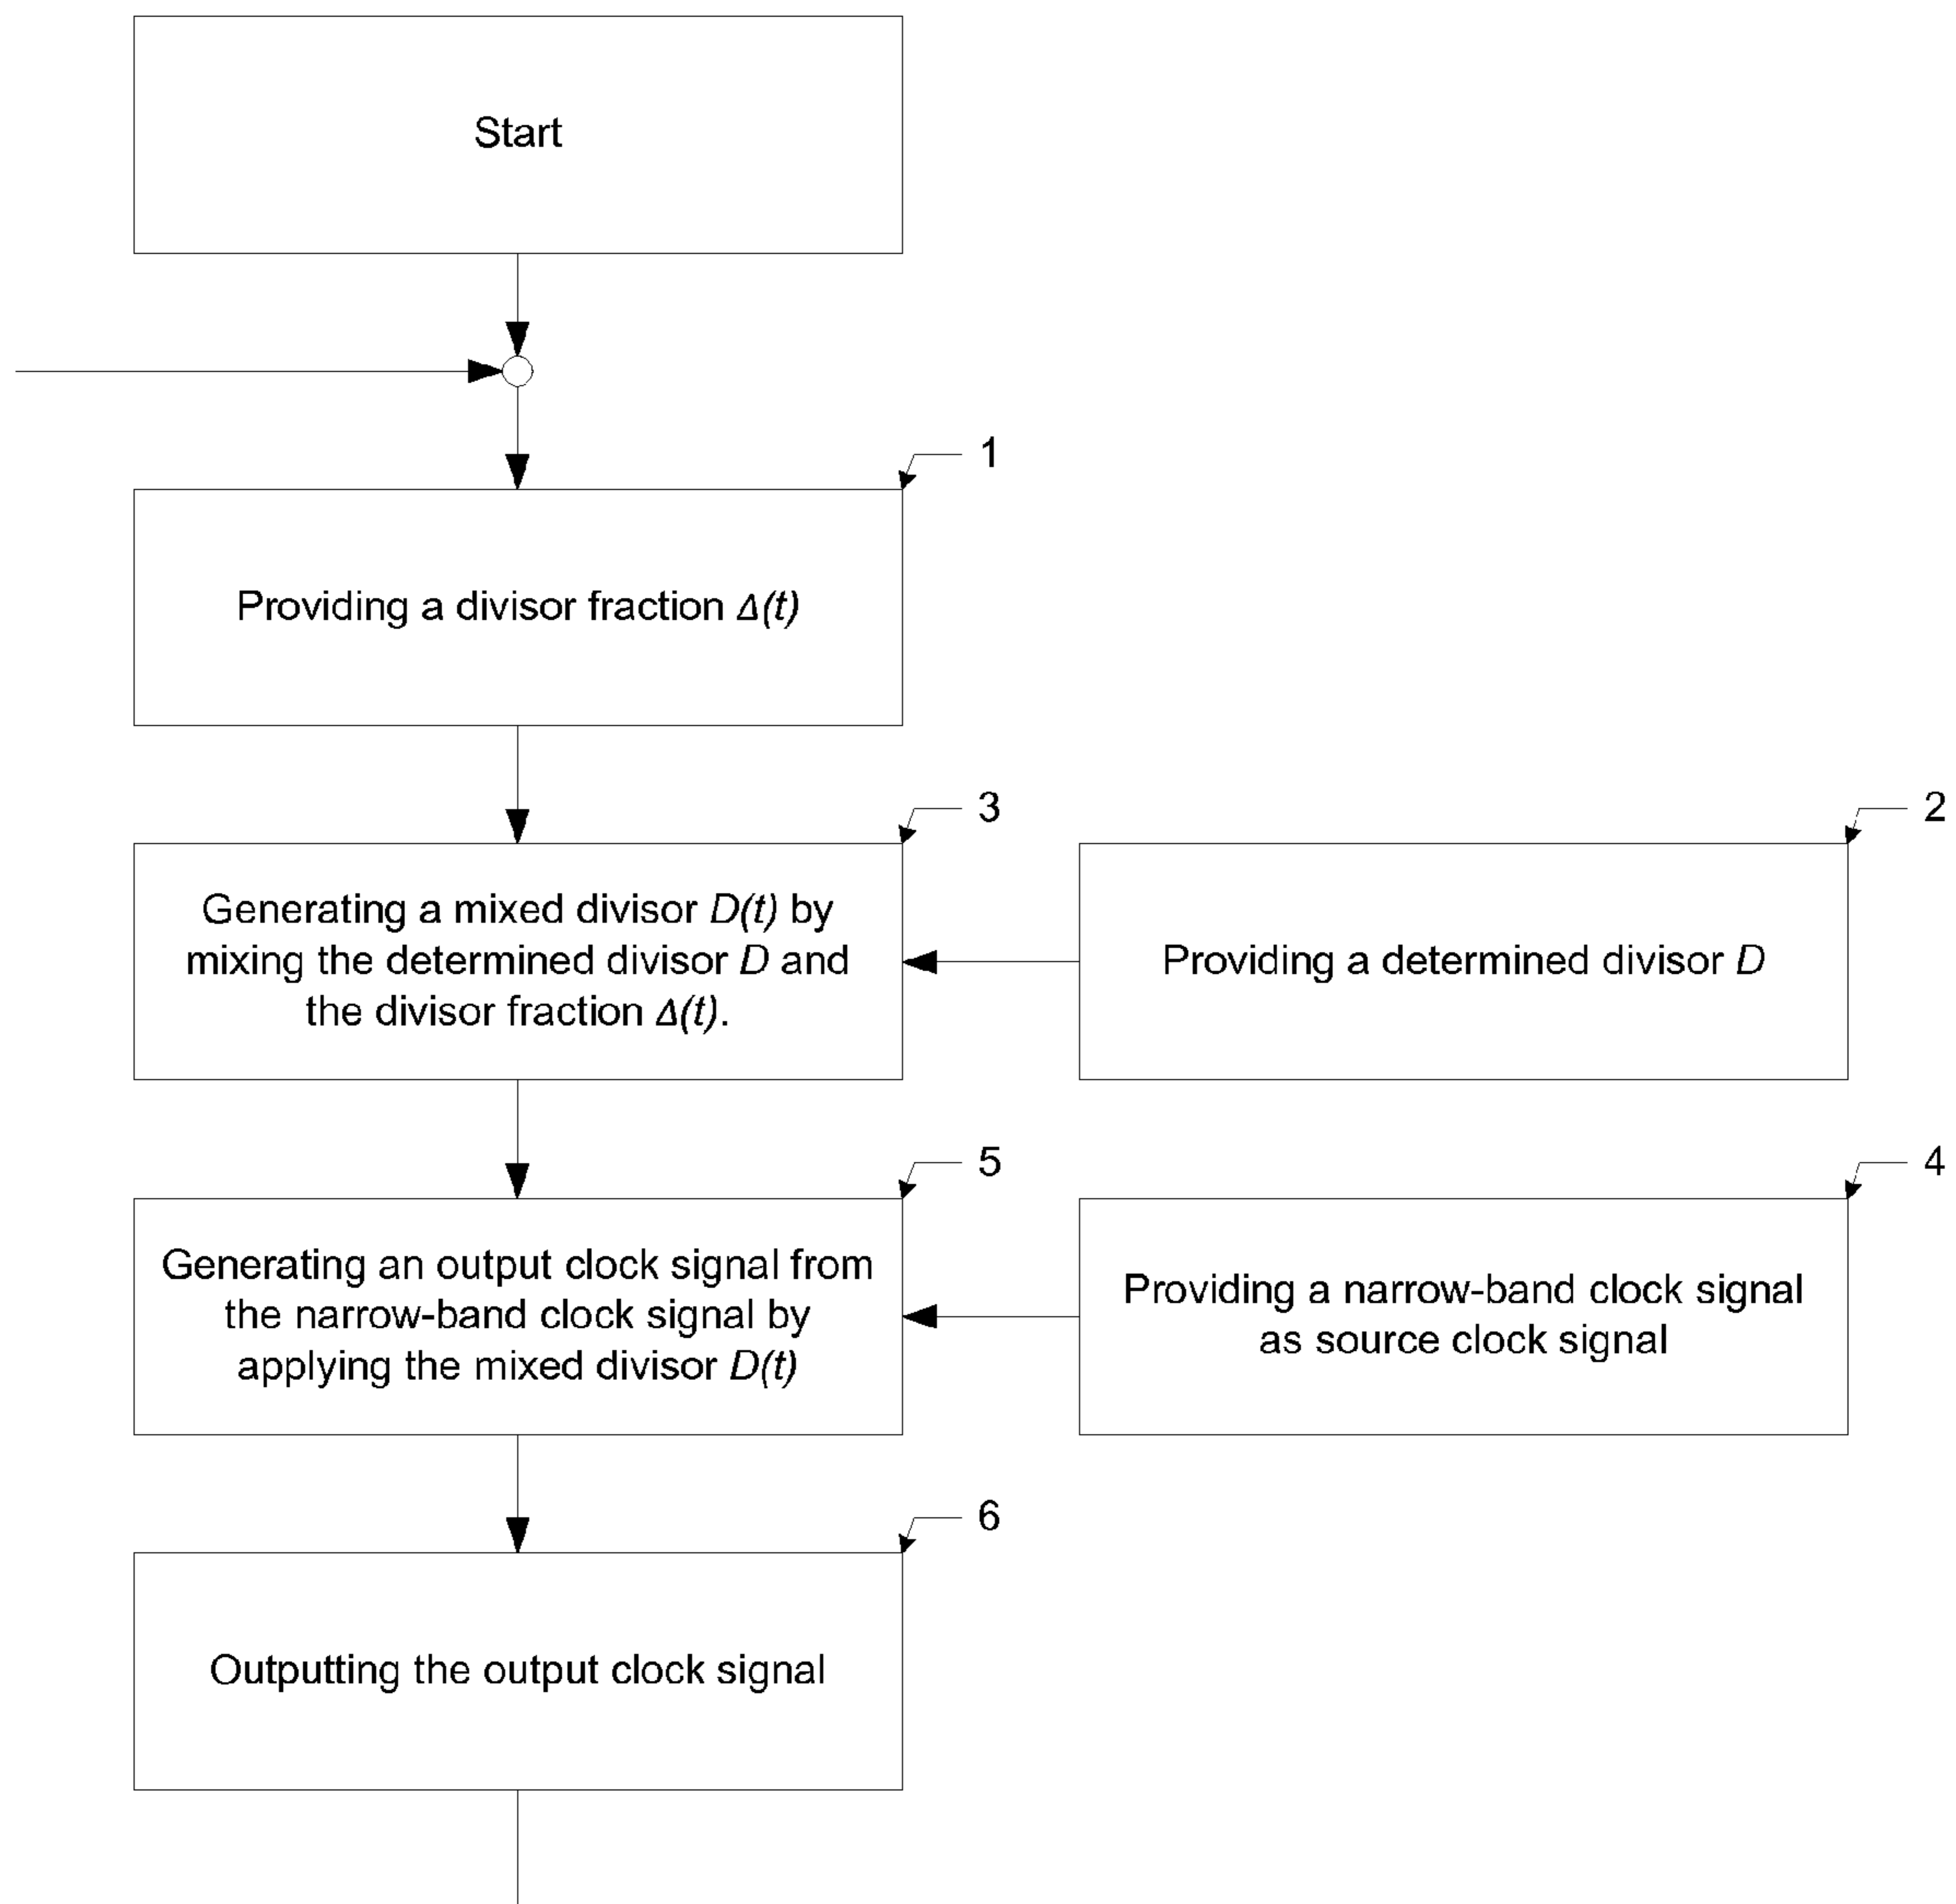 Start
1
Providing a divisor fraction Δ(t)
3
2
Generating a mixed divisor D(t) by
mixing the determined divisor D and
the divisor fraction Δ(t).
Providing a determined divisor D
5
4
Generating an output clock signal from
the narrow-band clock signal by
applying the mixed divisor D(t)
Providing a narrow-band clock signal
as source clock signal
6
Outputting the output clock signal